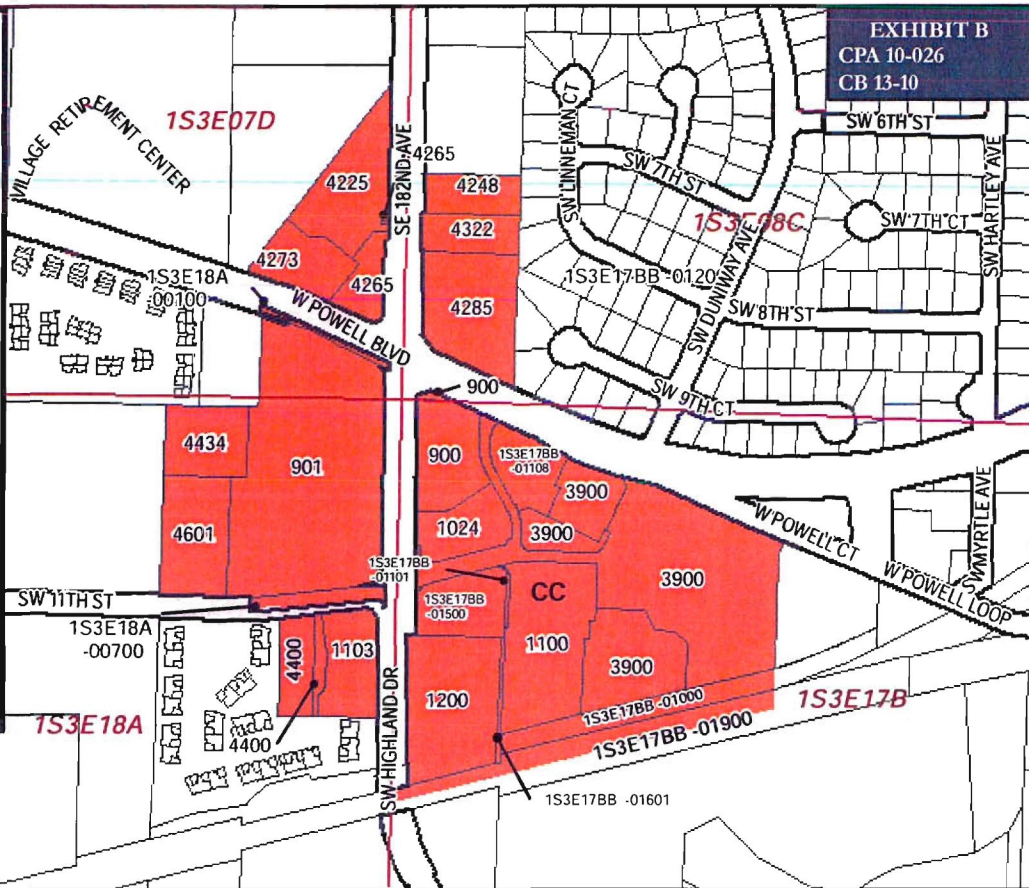 EXHIBIT B
CPA 10-026
CB 13-10
VILLAGE RETIREMENT CENTER
1S3E07D
4225
SE 182ND AVE
4265
4248
4322
4273
4265
4285
1S3E18A
00100
W POWELL BLVD
SW LINNEMAN CT
SW 7TH ST
SW 6TH ST
SW HARTLEY AVE
1S3E08C
SW 7TH CT
1S3E17BB -0120
SW DUNIWAY AVE
SW 8TH ST
SW 9TH CT
900
4434
901
900
1S3E17BB
-01108
3900
4601
1024
3900
1S3E17BB
-01101
CC
3900
W POWELL CT
SW MYRTLE AVE
W POWELL LOOP
SW 11TH ST
1S3E18A
-00700
1S3E17BB
-01500
4400
1103
1100
3900
1200
1S3E17BB -01000
1S3E17B
1S3E18A
4400
1S3E17BB -01900
SW HIGHLAND DR
1S3E17BB -01601